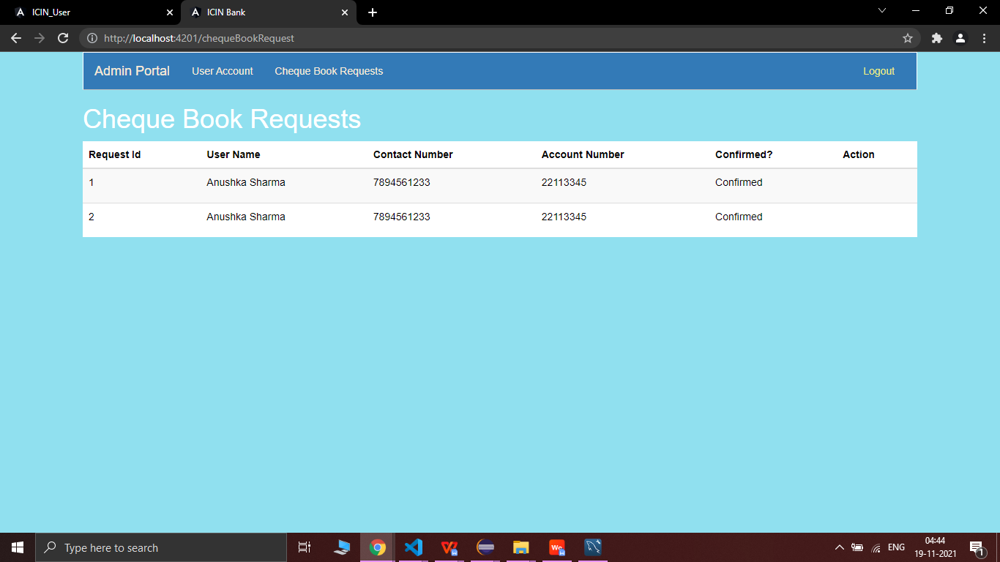 ICIN_User
ICIN Bank
http://localhost:4201/chequeBookRequest
Admin Portal User Account Cheque Book Requests Logout
Cheque Book Requests
Request Id User Name Contact Number Account Number Confirmed? Action
1 Anushka Sharma 7894561233 22113345 Confirmed
2 Anushka Sharma 7894561233 22113345 Confirmed
Type here to search
ENG
04:44
19-11-2021
1